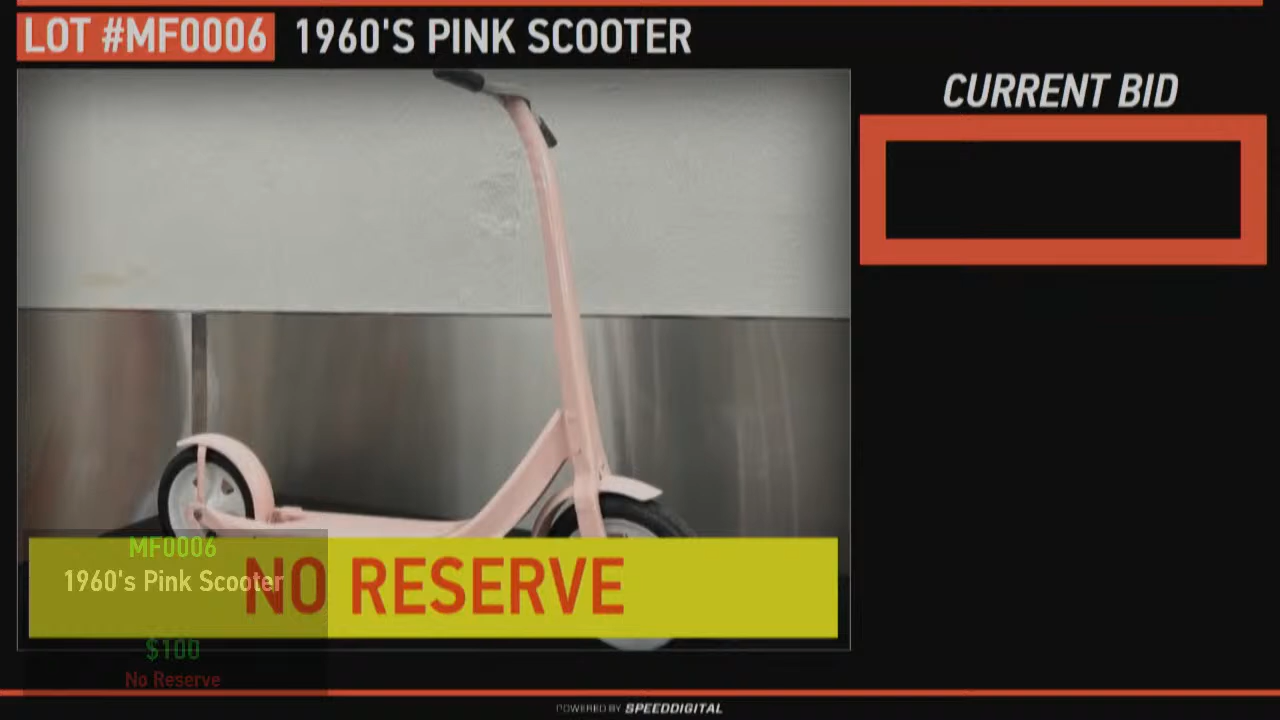 LOT #MF0006 1960'S PINK SCOOTER
CURRENT BID
NO RESERVE
MF0006
1960's Pink Scooter
$100
No Reserve
POWERED BY SPEEDDIGITAL